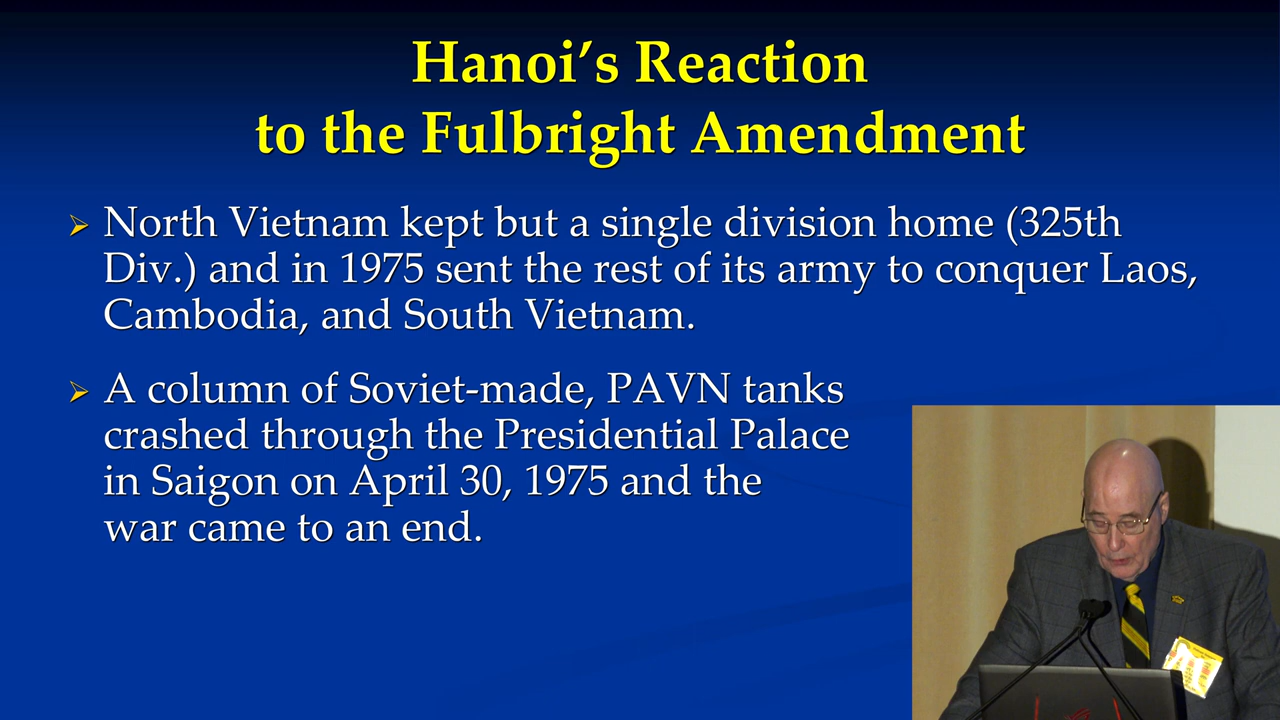 Hanoi’s Reaction
to the Fulbright Amendment
North Vietnam kept but a single division home (325th
Div.) and in 1975 sent the rest of its army to conquer Laos,
Cambodia, and South Vietnam.
A column of Soviet-made, PAVN tanks
crashed through the Presidential Palace
in Saigon on April 30, 1975 and the
war came to an end.